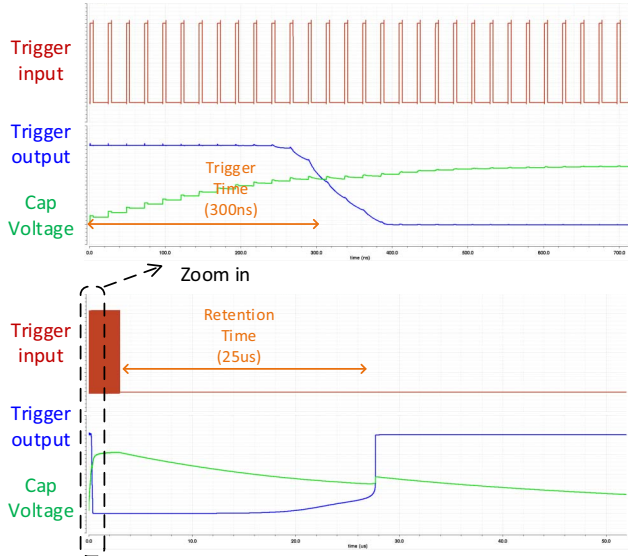 Trigger
input
Trigger
output
Cap
Voltage
Trigger
Time
(300ns)
0.0 100.0 200.0 300.0 400.0 500.0 600.0 700.0
time (ns)
Zoom in
Trigger
input
Retention
Time
(25us)
Trigger
output
Cap
Voltage
0.0 10.0 20.0 30.0 40.0 50.0
time (us)